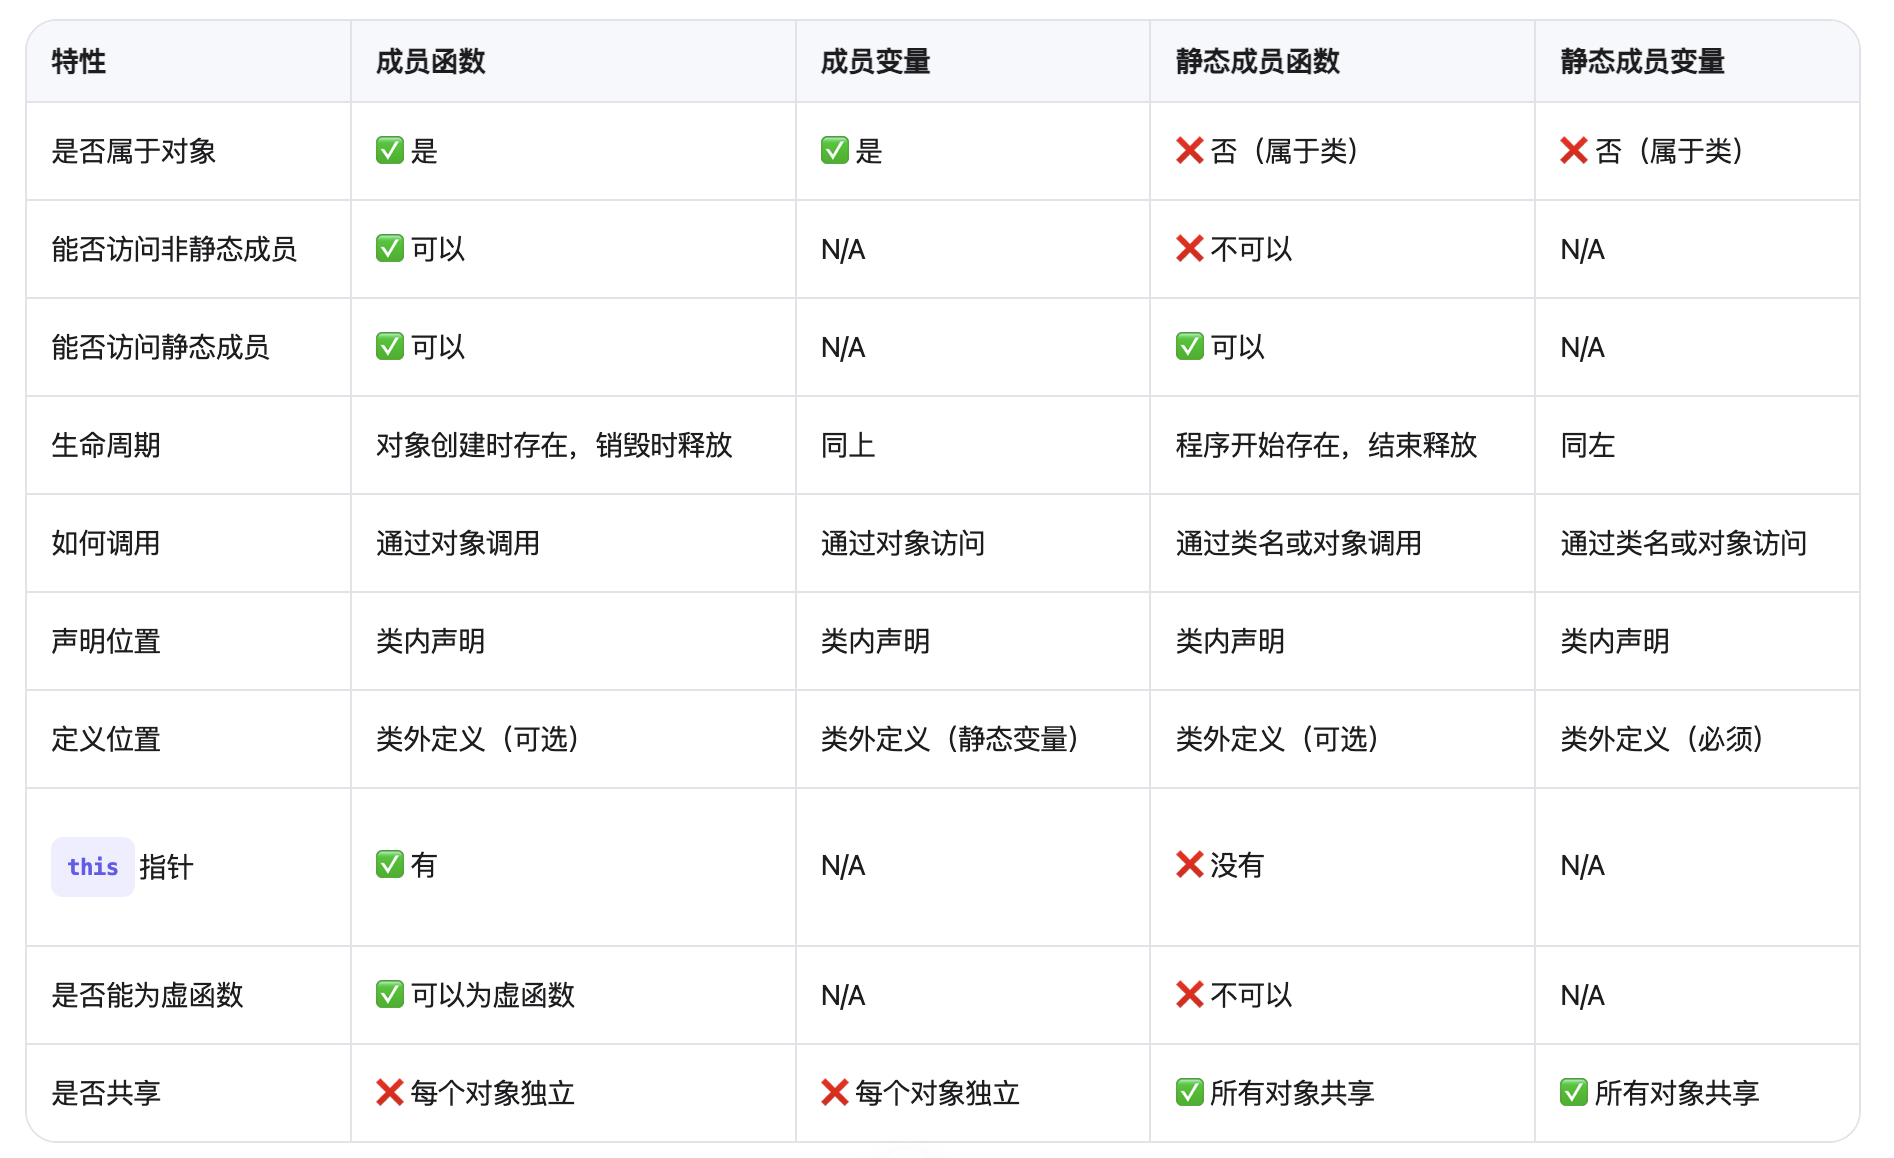 特性 成员函数 成员变量 静态成员函数 静态成员变量
是否属于对象 ✅ 是 ✅ 是 ❌ 否（属于类） ❌ 否（属于类）
能否访问非静态成员 ✅ 可以 N/A ❌ 不可以 N/A
能否访问静态成员 ✅ 可以 N/A ✅ 可以 N/A
生命周期 对象创建时存在，销毁时释放 同上 程序开始存在，结束释放 同左
如何调用 通过对象调用 通过对象访问 通过类名或对象调用 通过类名或对象访问
声明位置 类内声明 类内声明 类内声明 类内声明
定义位置 类外定义（可选） 类外定义（静态变量） 类外定义（可选） 类外定义（必须）
this 指针 ✅ 有 N/A ❌ 没有 N/A
是否能为虚函数 ✅ 可以为虚函数 N/A ❌ 不可以 N/A
是否共享 ❌ 每个对象独立 ❌ 每个对象独立 ✅ 所有对象共享 ✅ 所有对象共享